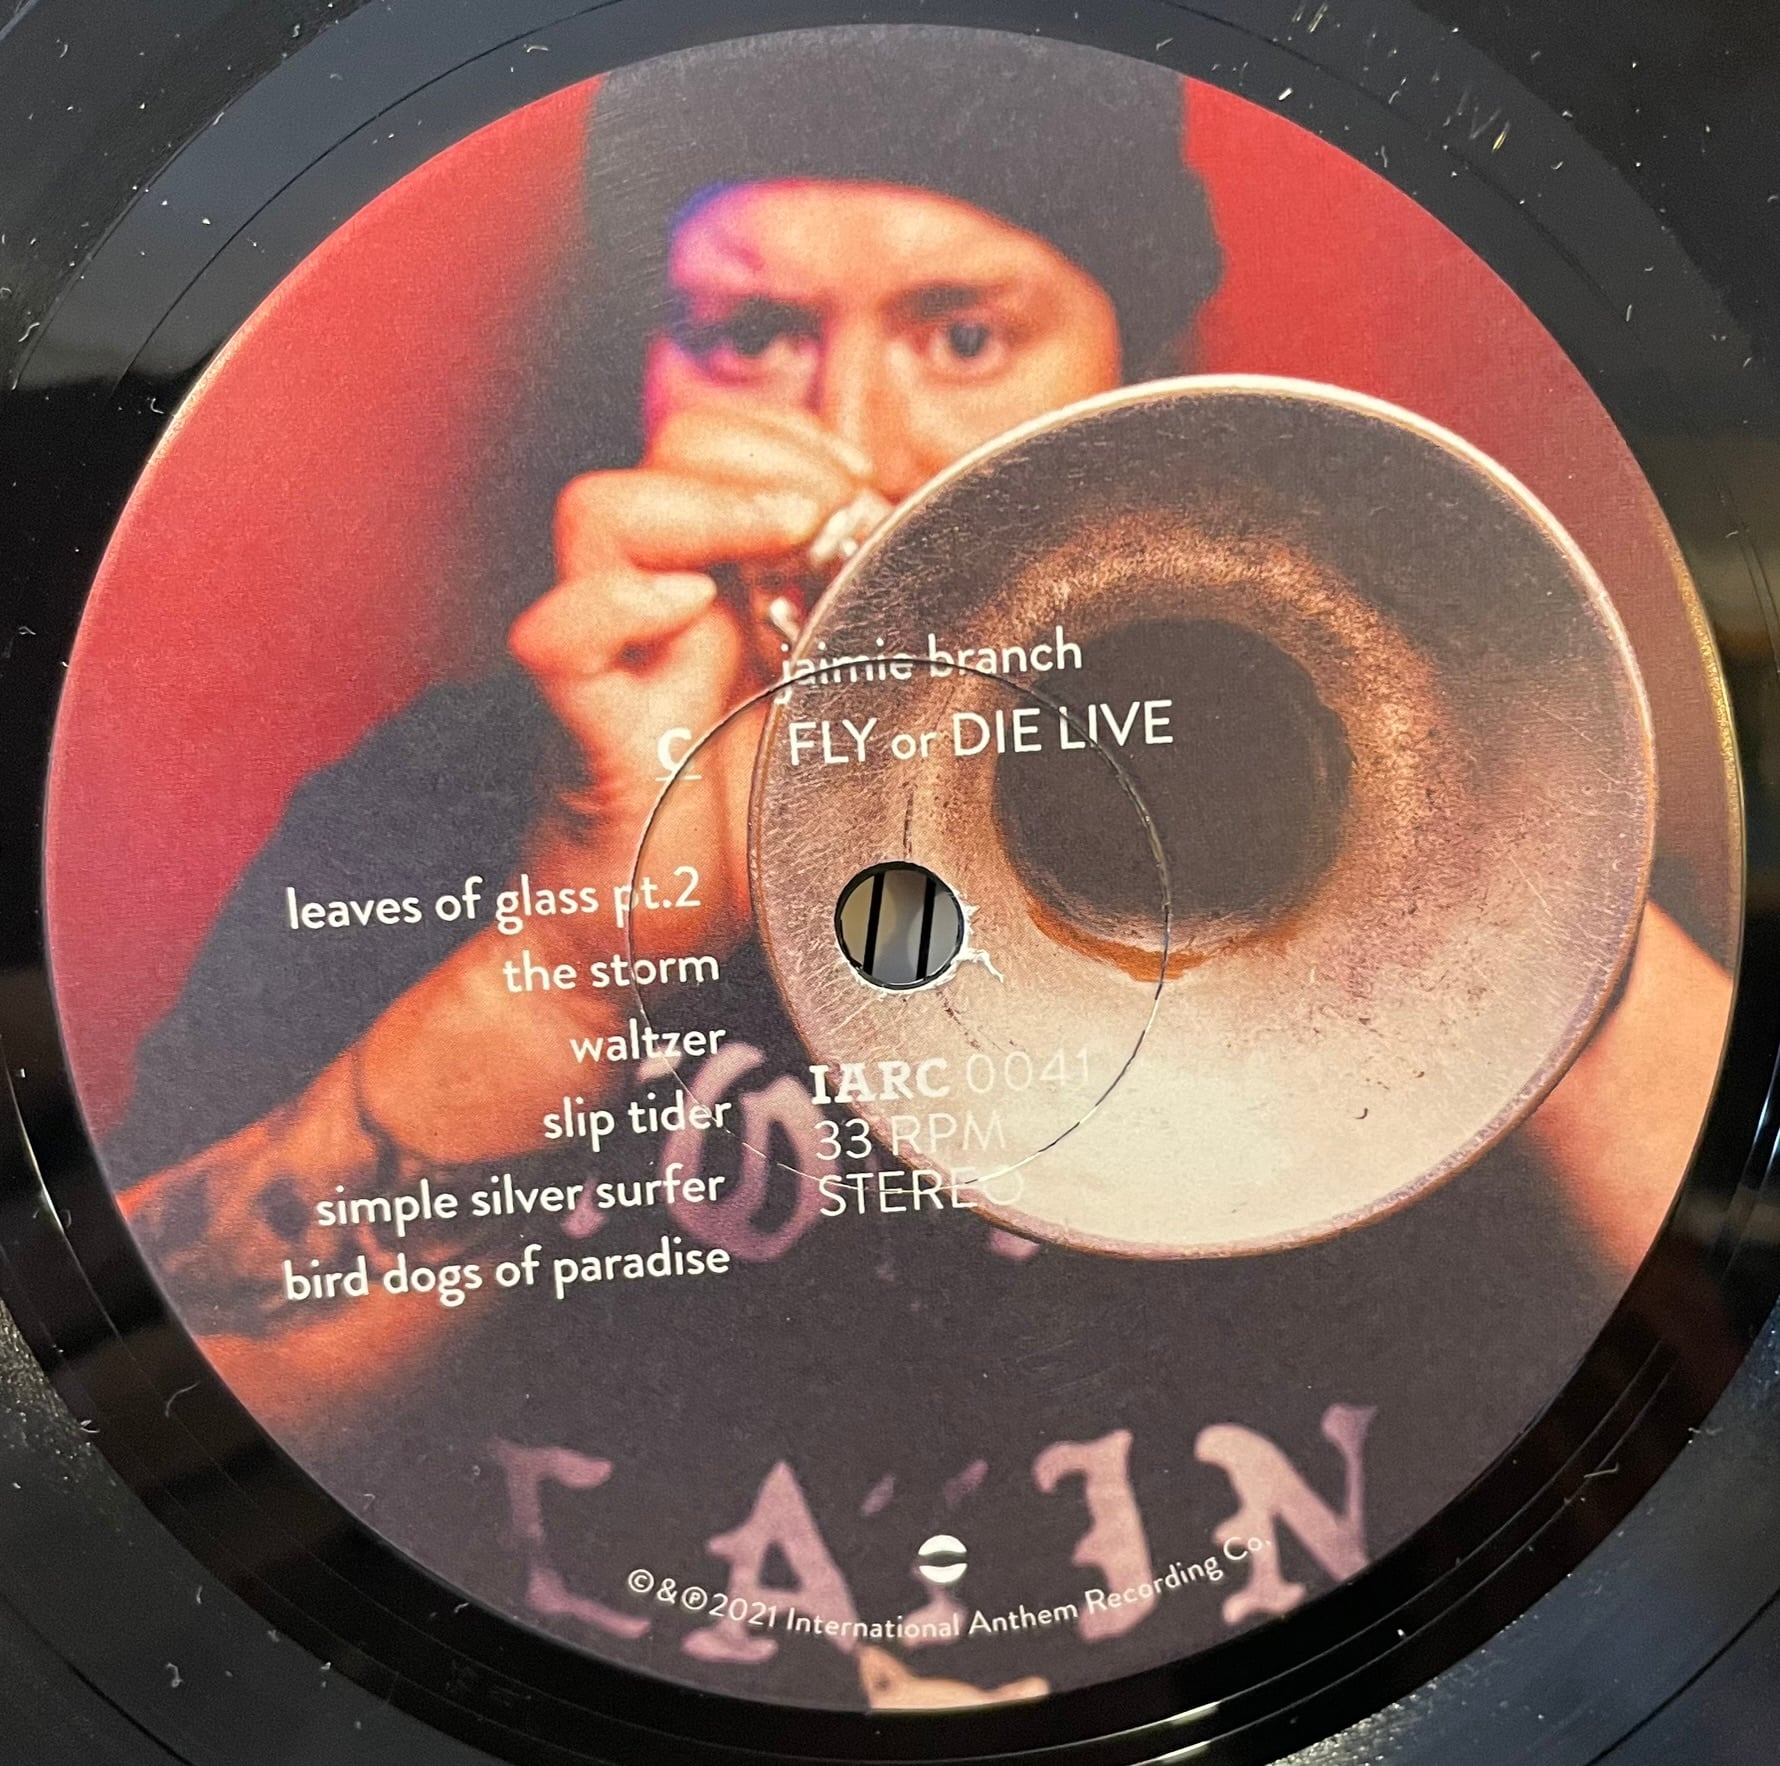 jaimie branch
C
FLY or DIE LIVE
leaves of glass pt.2
the storm
waltzer
slip tider
simple silver surfer
bird dogs of paradise
IARC 0041
33 RPM
STEREO
©&℗2021 International Anthem Recording Co.